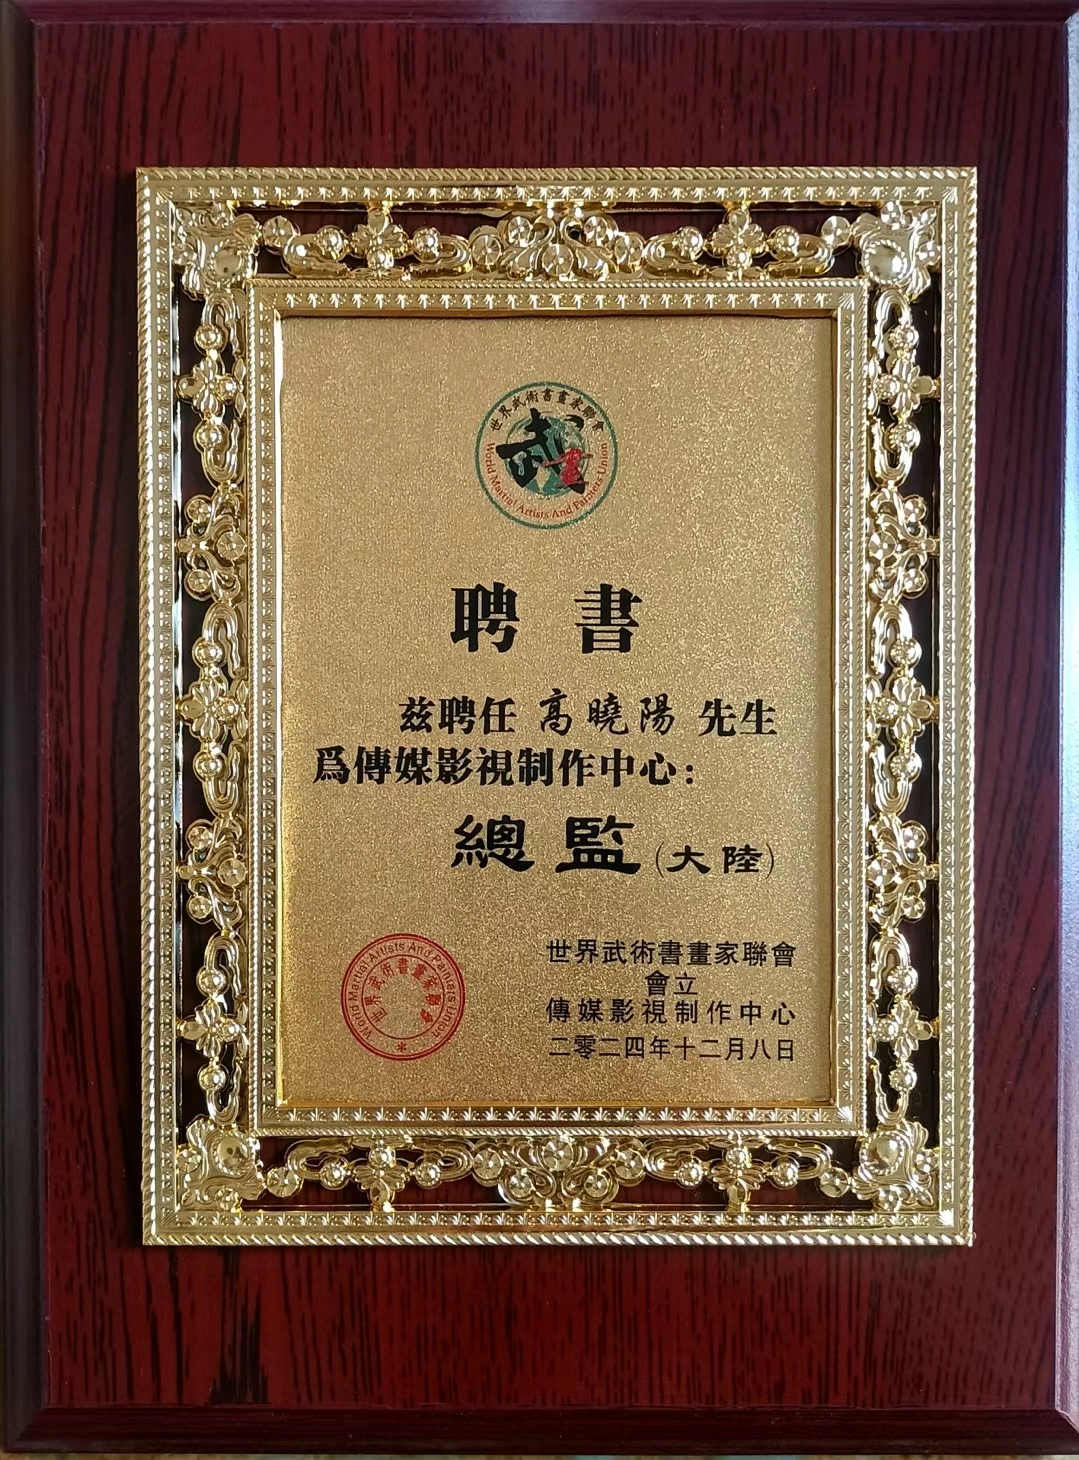 世界武術書畫家聯會
武
畫
World Martial Artists And Painters Union
聘 書
兹聘任 高曉陽 先生
爲傳媒影視制作中心：
總 監（大 陸）
世界武術書畫家聯會
會立
傳媒影視制作中心
二零二四年十二月八日
World Martial Artists And Painters Union
世界武術書畫家聯會